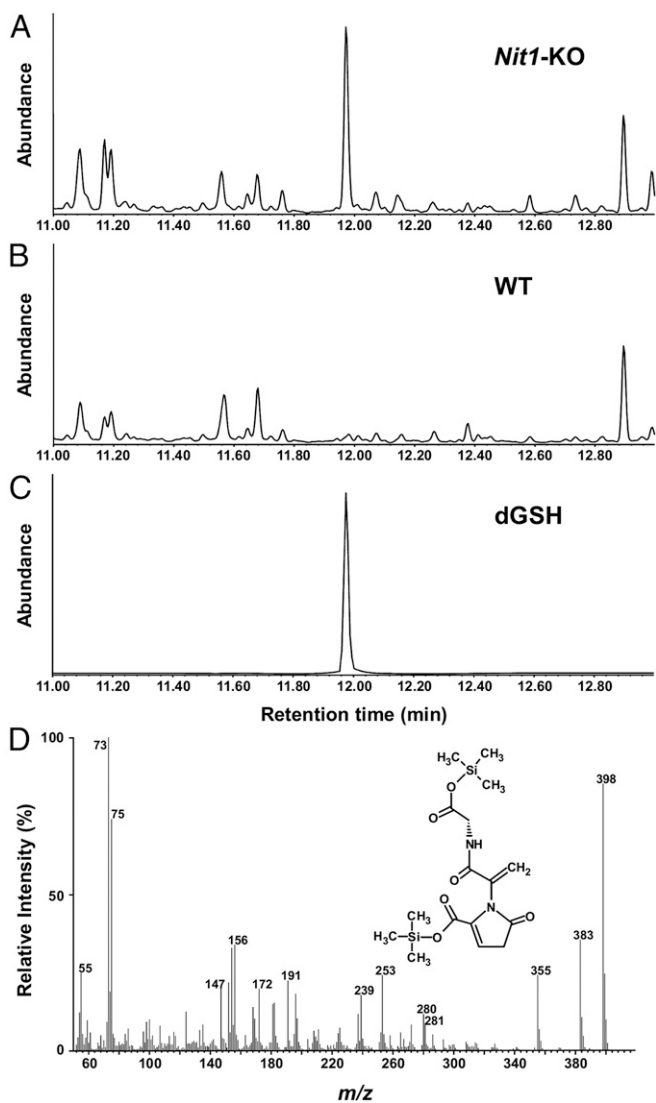 A
Abundance
Nit1-KO
11.00 11.20 11.40 11.60 11.80 12.00 12.20 12.40 12.60 12.80
B
Abundance
WT
11.00 11.20 11.40 11.60 11.80 12.00 12.20 12.40 12.60 12.80
C
Abundance
dGSH
11.00 11.20 11.40 11.60 11.80 12.00 12.20 12.40 12.60 12.80
Retention time (min)
D
Relative Intensity (%)
100
50
0
73
75
55
147
156
172
191
239
253
280
281
355
383
398
CH3
H3C Si
CH3
O
O
NH
O
CH2
O
N
O
CH3
H3C-Si-O
CH3
60 100 140 180 220 260 300 340 380
m/z